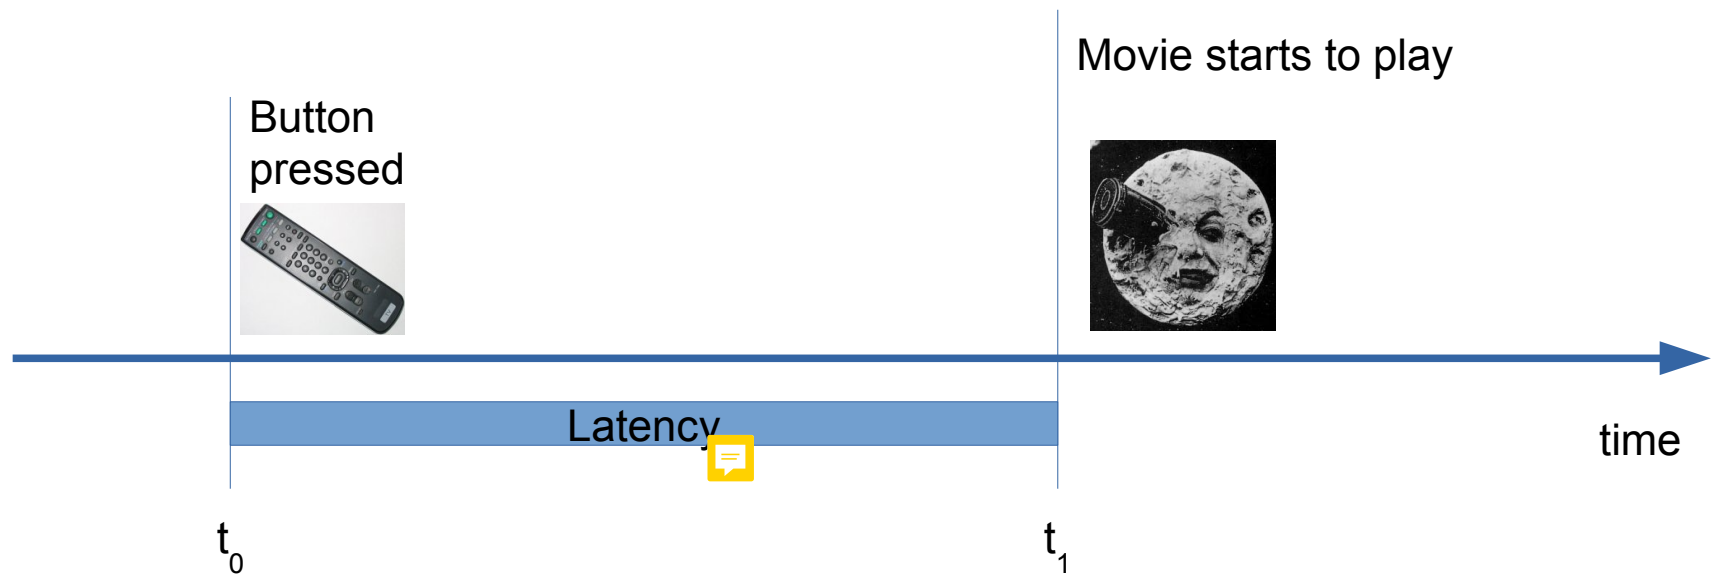 Movie starts to play
Button
pressed
Latency
time
t0
t1